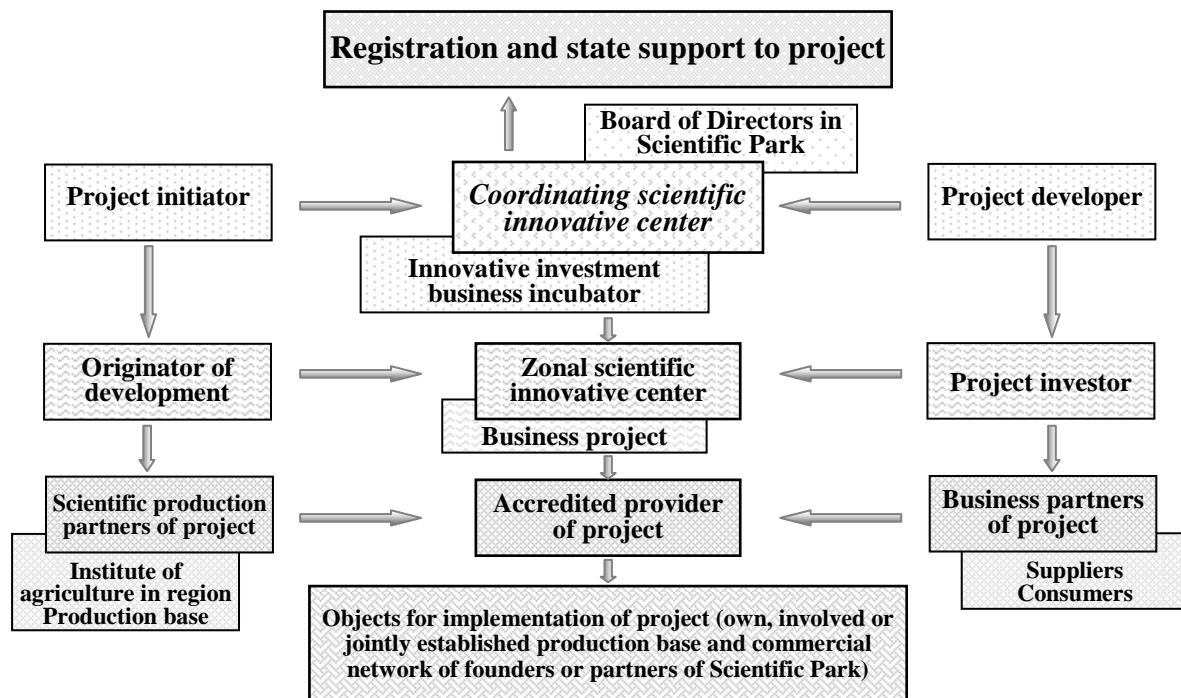 Registration and state support to project
Board of Directors in
Scientific Park
Project initiator
Coordinating scientific
innovative center
Project developer
Innovative investment
business incubator
Originator of
development
Zonal scientific
innovative center
Project investor
Business project
Scientific production
partners of project
Accredited provider
of project
Business partners
of project
Institute of
agriculture in region
Production base
Suppliers
Consumers
Objects for implementation of project (own, involved or
jointly established production base and commercial
network of founders or partners of Scientific Park)